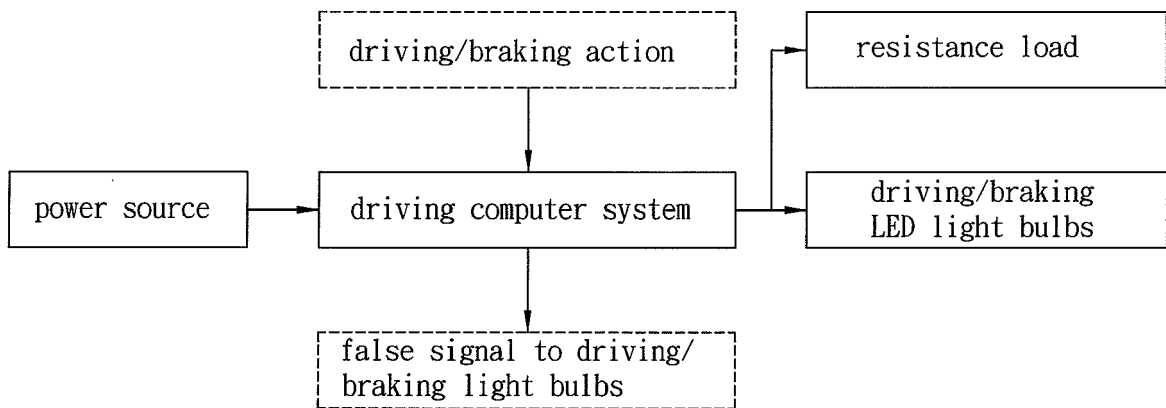 driving/braking action
resistance load
power source
driving computer system
driving/braking
LED light bulbs
false signal to driving/
braking light bulbs